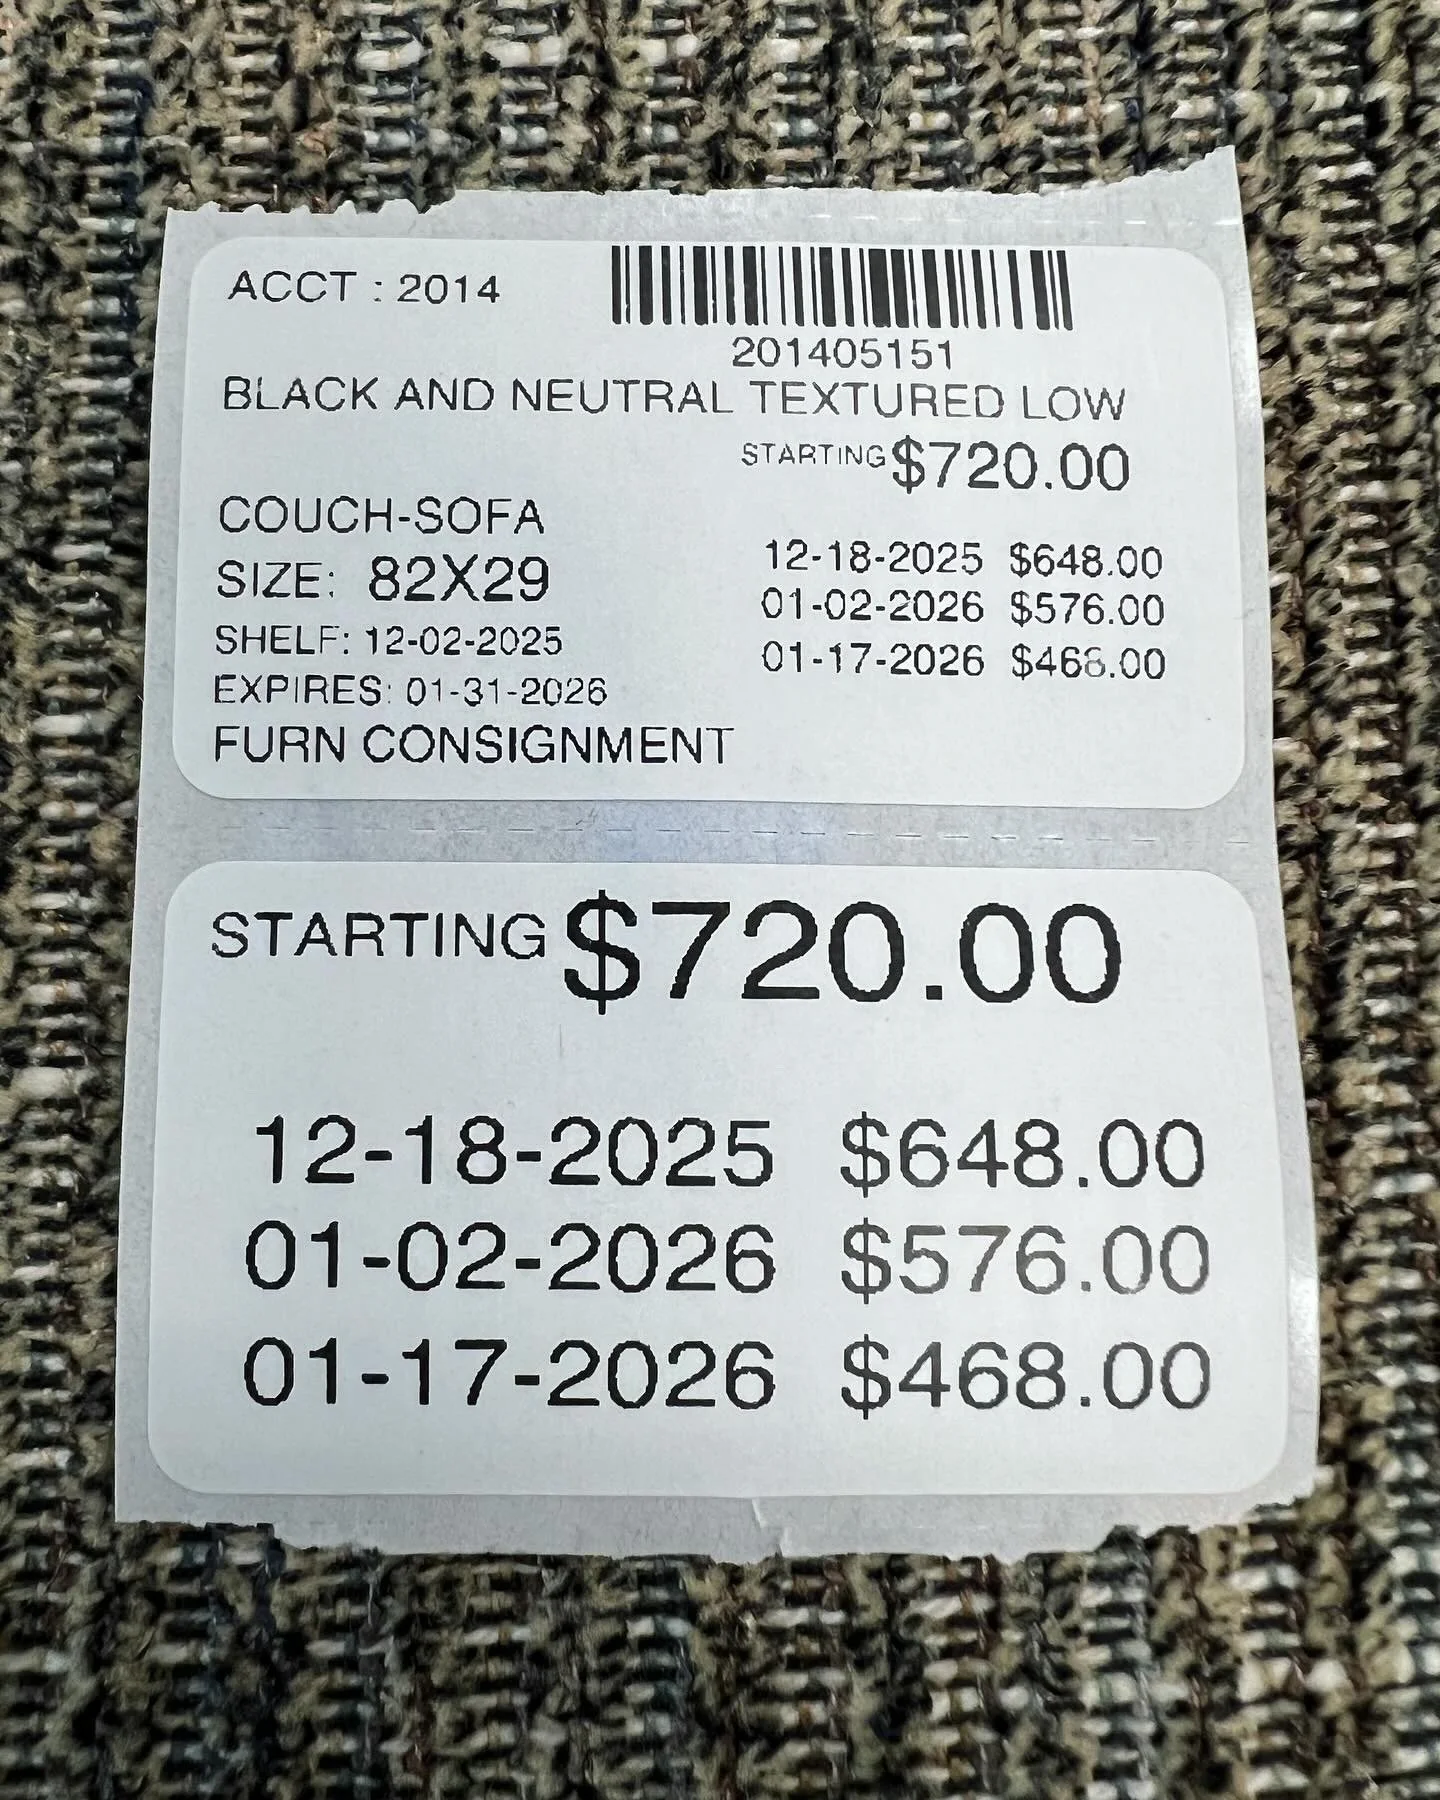 ACCT : 2014
201405151
BLACK AND NEUTRAL TEXTURED LOW
STARTING $720.00
COUCH-SOFA
SIZE: 82X29
SHELF: 12-02-2025
EXPIRES: 01-31-2026
FURN CONSIGNMENT
12-18-2025 $648.00
01-02-2026 $576.00
01-17-2026 $468.00
STARTING $720.00
12-18-2025 $648.00
01-02-2026 $576.00
01-17-2026 $468.00